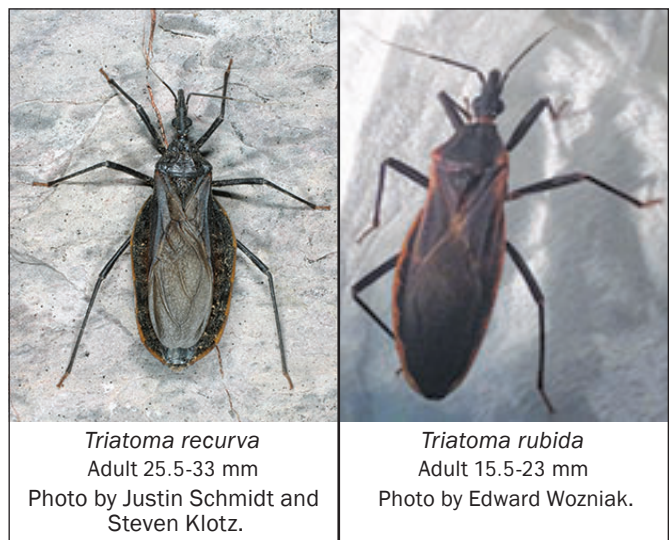 Triatoma recurva
Adult 25.5-33 mm
Photo by Justin Schmidt and
Steven Klotz.
Triatoma rubida
Adult 15.5-23 mm
Photo by Edward Wozniak.